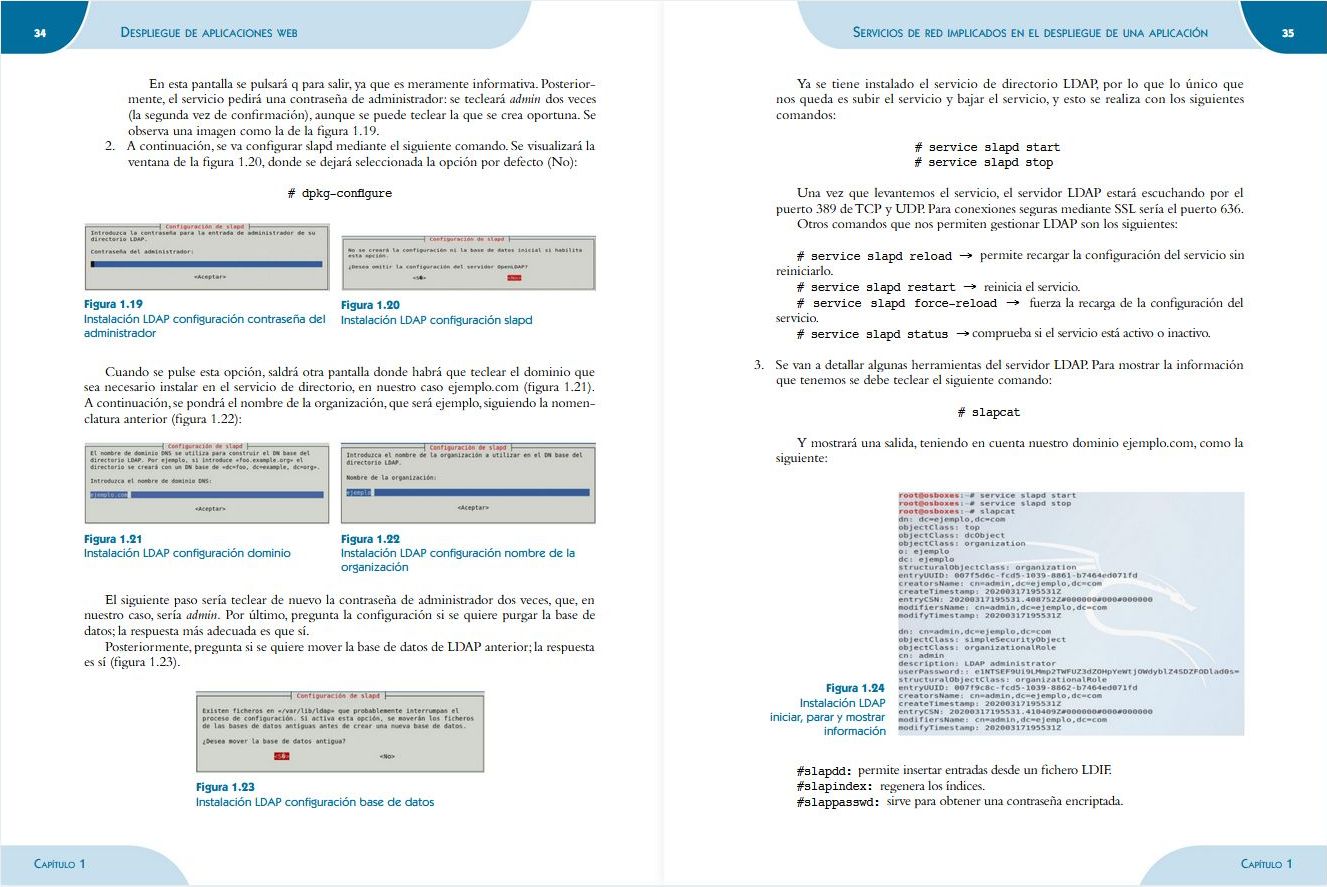 34
DESPLIEGUE DE APLICACIONES WEB
En esta pantalla se pulsará q para salir, ya que es meramente informativa. Posterior-
mente, el servicio pedirá una contraseña de administrador: se tecleará admin dos veces
(la segunda vez de confirmación), aunque se puede teclear la que se crea oportuna. Se
observa una imagen como la de la figura 1.19.
2. A continuación, se va configurar slapd mediante el siguiente comando. Se visualizará la
ventana de la figura 1.20, donde se dejará seleccionada la opción por defecto (No):
# dpkg-configure
Configuración de slapd
Introduzca la contraseña para la entrada de administrador de su
directorio LDAP.
Contraseña del administrador:
<Aceptar>
Figura 1.19
Instalación LDAP configuración contraseña del
administrador
Configuración de slapd
No se creará la configuración ni la base de datos inicial si habilita
esta opción.
¿Desea omitir la configuración del servidor OpenLDAP?
<Sí> <No>
Figura 1.20
Instalación LDAP configuración slapd
Cuando se pulse esta opción, saldrá otra pantalla donde habrá que teclear el dominio que
sea necesario instalar en el servicio de directorio, en nuestro caso ejemplo.com (figura 1.21).
A continuación, se pondrá el nombre de la organización, que será ejemplo, siguiendo la nomen-
clatura anterior (figura 1.22):
Configuración de slapd
El nombre de dominio DNS se utiliza para construir el DN base del
directorio LDAP. Por ejemplo, si introduce «foo.example.org» el
directorio se creará con un DN base de «dc=foo, dc=example, dc=org».
Introduzca el nombre de dominio DNS:
ejemplo.com
<Aceptar>
Figura 1.21
Instalación LDAP configuración dominio
Configuración de slapd
Introduzca el nombre de la organización a utilizar en el DN base del
directorio LDAP.
Nombre de la organización:
ejemplo
<Aceptar>
Figura 1.22
Instalación LDAP configuración nombre de la
organización
El siguiente paso sería teclear de nuevo la contraseña de administrador dos veces, que, en
nuestro caso, sería admin. Por último, pregunta la configuración si se quiere purgar la base de
datos; la respuesta más adecuada es que sí.
Posteriormente, pregunta si se quiere mover la base de datos de LDAP anterior; la respuesta
es sí (figura 1.23).
Configuración de slapd
Existen ficheros en «/var/lib/ldap» que probablemente interrumpas el
proceso de configuración. Si activa esta opción, se moverán los ficheros
de las bases de datos antiguas antes de crear una nueva base de datos.
¿Desea mover la base de datos antigua?
<Sí> <No>
Figura 1.23
Instalación LDAP configuración base de datos
CAPÍTULO 1
SERVICIOS DE RED IMPLICADOS EN EL DESPLIEGUE DE UNA APLICACIÓN
35
Ya se tiene instalado el servicio de directorio LDAP, por lo que lo único que
nos queda es subir el servicio y bajar el servicio, y esto se realiza con los siguientes
comandos:
# service slapd start
# service slapd stop
Una vez que levantemos el servicio, el servidor LDAP estará escuchando por el
puerto 389 de TCP y UDP. Para conexiones seguras mediante SSL sería el puerto 636.
Otros comandos que nos permiten gestionar LDAP son los siguientes:
# service slapd reload → permite recargar la configuración del servicio sin
reiniciarlo.
# service slapd restart → reinicia el servicio.
# service slapd force-reload → fuerza la recarga de la configuración del
servicio.
# service slapd status → comprueba si el servicio está activo o inactivo.
3. Se van a detallar algunas herramientas del servidor LDAP. Para mostrar la información
que tenemos se debe teclear el siguiente comando:
# slapcat
Y mostrará una salida, teniendo en cuenta nuestro dominio ejemplo.com, como la
siguiente:
root@osboxes:~# service slapd start
root@osboxes:~# service slapd stop
root@osboxes:~# slapcat
dn: dc=ejemplo,dc=com
objectClass: top
objectClass: dcObject
objectClass: organization
o: ejemplo
dc: ejemplo
structuralObjectClass: organization
entryUUID: 007f5d6c-fcd5-1039-8861-b7464ed071fd
creatorsName: cn=admin,dc=ejemplo,dc=com
createTimestamp: 20200317195531Z
entryCSN: 20200317195531.408752Z#000000#000#000000
modifiersName: cn=admin,dc=ejemplo,dc=com
modifyTimestamp: 20200317195531Z
dn: cn=admin,dc=ejemplo,dc=com
objectClass: simpleSecurityObject
objectClass: organizationalRole
cn: admin
description: LDAP administrator
userPassword::
structuralObjectClass: organizationalRole
entryUUID: 007f9c8c-fcd5-1039-8862-b7464ed071fd
creatorsName: cn=admin,dc=ejemplo,dc=com
createTimestamp: 20200317195531Z
entryCSN: 20200317195531.410409Z#000000#000#000000
modifiersName: cn=admin,dc=ejemplo,dc=com
modifyTimestamp: 20200317195531Z
Figura 1.24
Instalación LDAP
iniciar, parar y mostrar
información
#slapdd: permite insertar entradas desde un fichero LDIF.
#slapindex: regenera los índices.
#slappasswd: sirve para obtener una contraseña encriptada.
CAPÍTULO 1